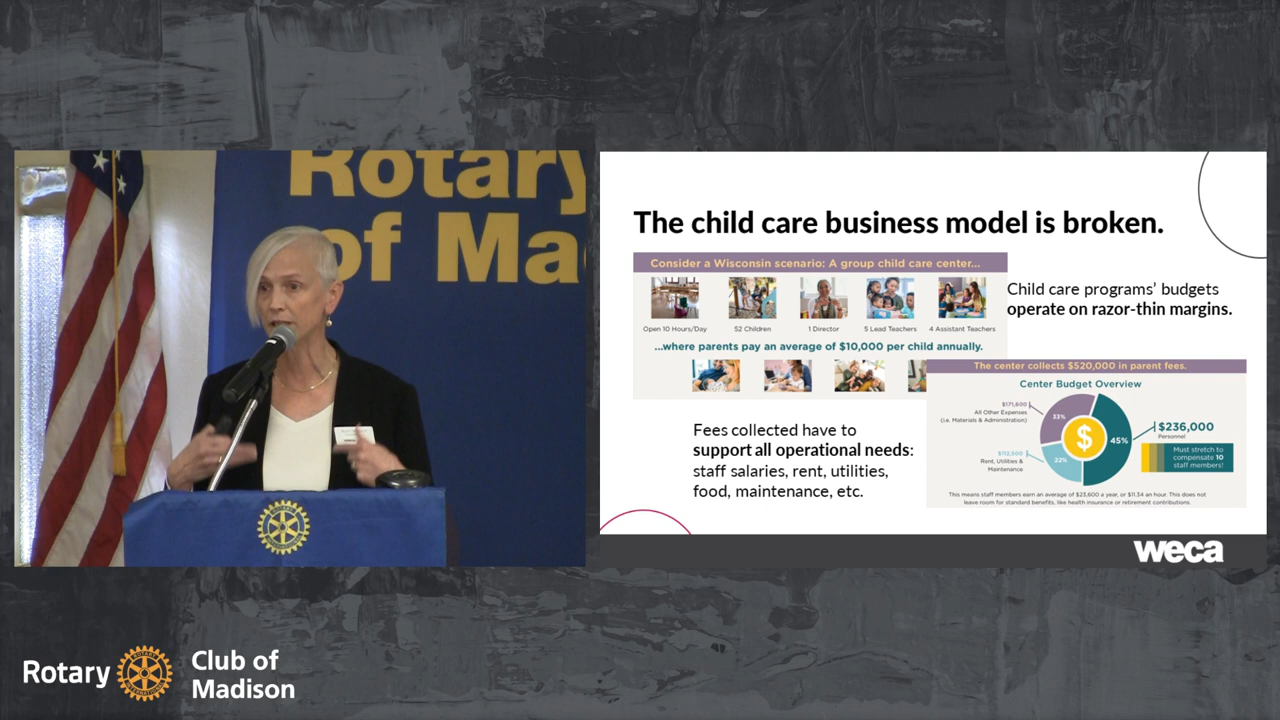 Rotary
of Ma
The child care business model is broken.
Consider a Wisconsin scenario: A group child care center...
Open 10 Hours/Day
52 Children
1 Director
5 Lead Teachers
4 Assistant Teachers
...where parents pay an average of $10,000 per child annually.
Child care programs’ budgets
operate on razor-thin margins.
The center collects $520,000 in parent fees.
Center Budget Overview
$171,600
All Other Expenses
(i.e. Materials & Administration)
33%
$
45%
22%
$112,500
Rent, Utilities &
Maintenance
$236,000
Personnel
Must stretch to
compensate 10
staff members!
This means staff members earn an average of $23,600 a year, or $11.34 an hour. This does not
leave room for standard benefits, like health insurance or retirement contributions.
Fees collected have to
support all operational needs:
staff salaries, rent, utilities,
food, maintenance, etc.
weca
Rotary
Club of
Madison